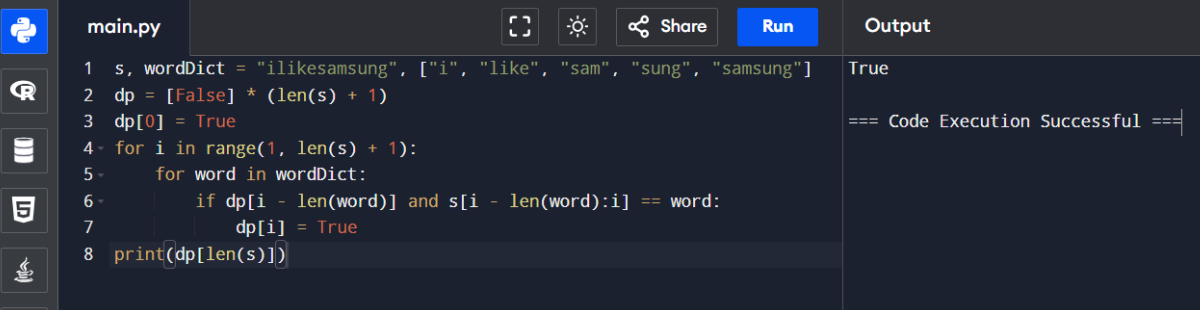 main.py
Share
Run
Output
1 s, wordDict = "ilikesamsung", ["i", "like", "sam", "sung", "samsung"]
2 dp = [False] * (len(s) + 1)
3 dp[0] = True
4 for i in range(1, len(s) + 1):
5     for word in wordDict:
6         if dp[i - len(word)] and s[i - len(word):i] == word:
7             dp[i] = True
8 print(dp[len(s)])
True
=== Code Execution Successful ===